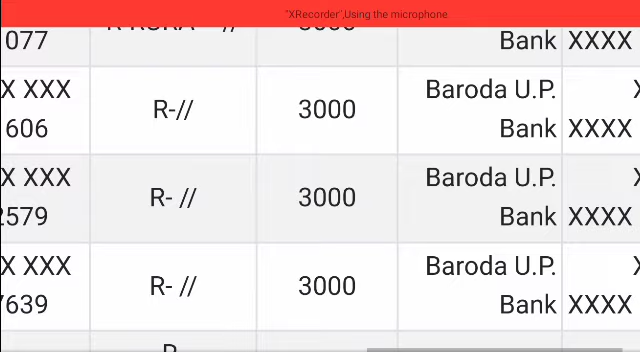 "XRecorder",Using the microphone.
077 Bank XXXX
X XXX R-// 3000 Baroda U.P.
606 Bank XXXX
X XXX R- // 3000 Baroda U.P.
2579 Bank XXXX
X XXX R- // 3000 Baroda U.P.
7639 Bank XXXX